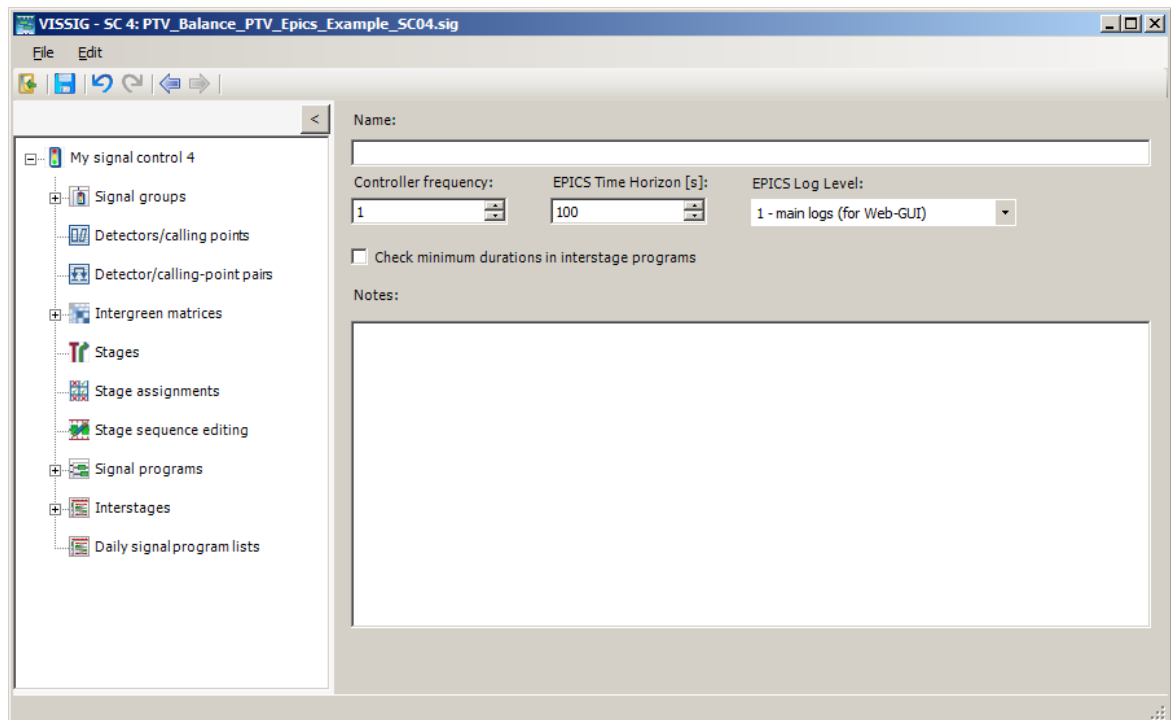 VISSIG - SC 4: PTV_Balance_PTV_Epics_Example_SC04.sig
File Edit
<
My signal control 4
Signal groups
Detectors/calling points
Detector/calling-point pairs
Intergreen matrices
Stages
Stage assignments
Stage sequence editing
Signal programs
Interstages
Daily signal program lists
Name:
Controller frequency: EPICS Time Horizon [s]: EPICS Log Level:
1 100 1 - main logs (for Web-GUI)
Check minimum durations in interstage programs
Notes: